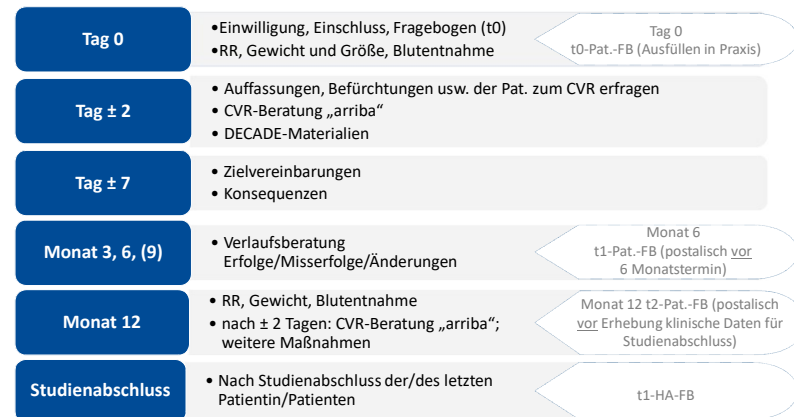 Tag 0
•Einwilligung, Einschluss, Fragebogen (t0)
•RR, Gewicht und Größe, Blutentnahme
Tag 0
t0-Pat.-FB (Ausfüllen in Praxis)
Tag ± 2
• Auffassungen, Befürchtungen usw. der Pat. zum CVR erfragen
• CVR-Beratung „arriba“
• DECADE-Materialien
Tag ± 7
• Zielvereinbarungen
• Konsequenzen
Monat 3, 6, (9)
• Verlaufsberatung
Erfolge/Misserfolge/Änderungen
Monat 6
t1-Pat.-FB (postalisch vor
6 Monatstermin)
Monat 12
• RR, Gewicht, Blutentnahme
• nach ± 2 Tagen: CVR-Beratung „arriba“;
weitere Maßnahmen
Monat 12 t2-Pat.-FB (postalisch
vor Erhebung klinische Daten für
Studienabschluss)
Studienabschluss
• Nach Studienabschluss der/des letzten
Patientin/Patienten
t1-HA-FB